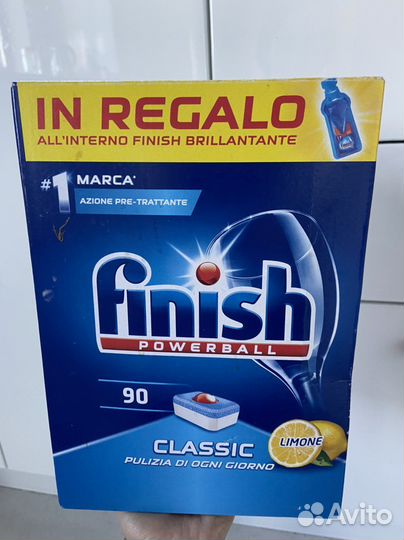 IN REGALO
ALL'INTERNO FINISH BRILLANTANTE
#1 MARCA*
AZIONE PRE-TRATTANTE
finish
POWERBALL
90
CLASSIC
PULIZIA DI OGNI GIORNO
LIMONE
Avito